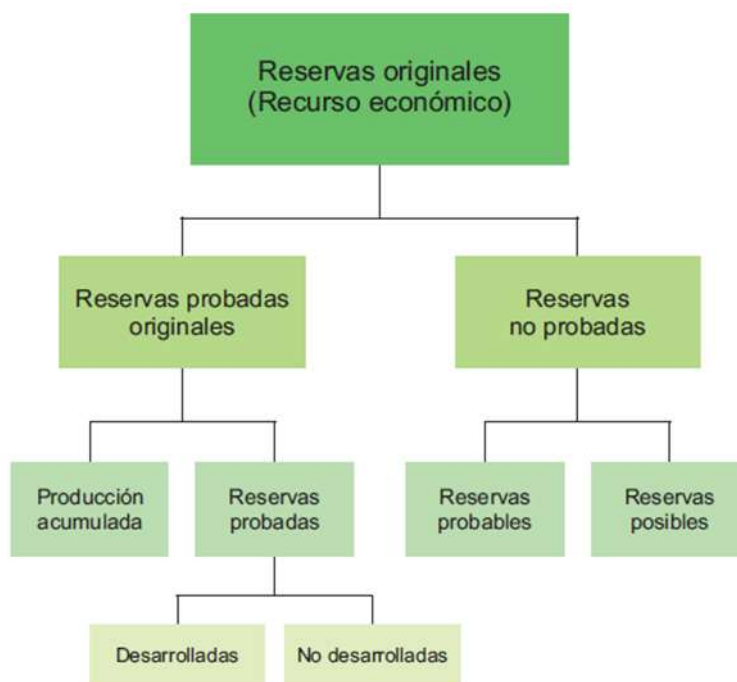 Reservas originales
(Recurso económico)
Reservas probadas
originales
Reservas
no probadas
Producción
acumulada
Reservas
probadas
Reservas
probables
Reservas
posibles
Desarrolladas
No desarrolladas